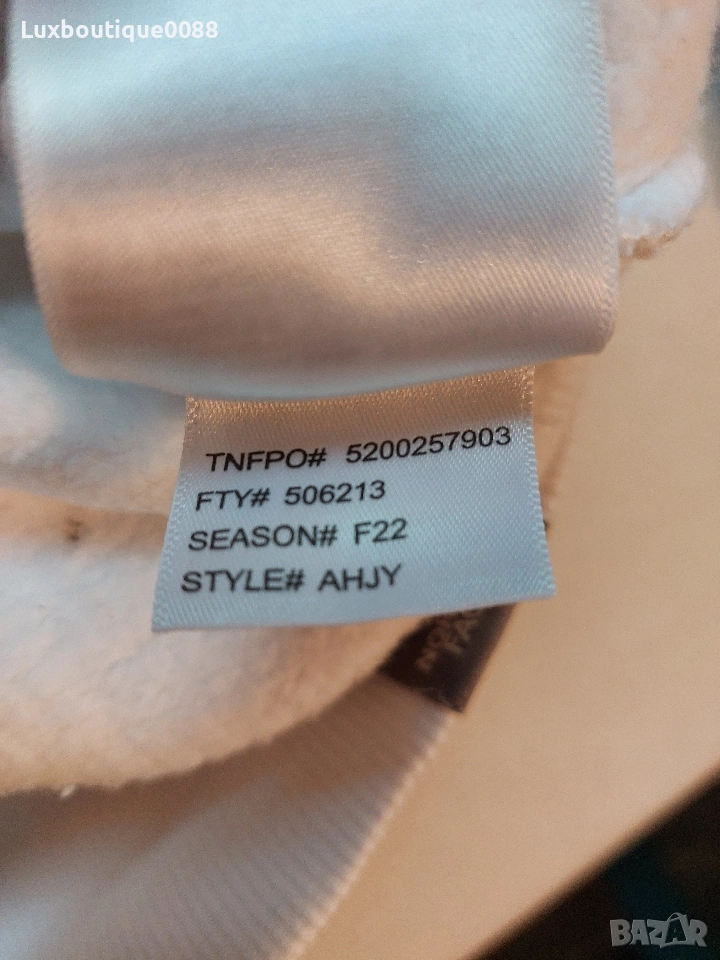 Luxboutique0088
TNFPO# 5200257903
FTY# 506213
SEASON# F22
STYLE# AHJY
BAZAR